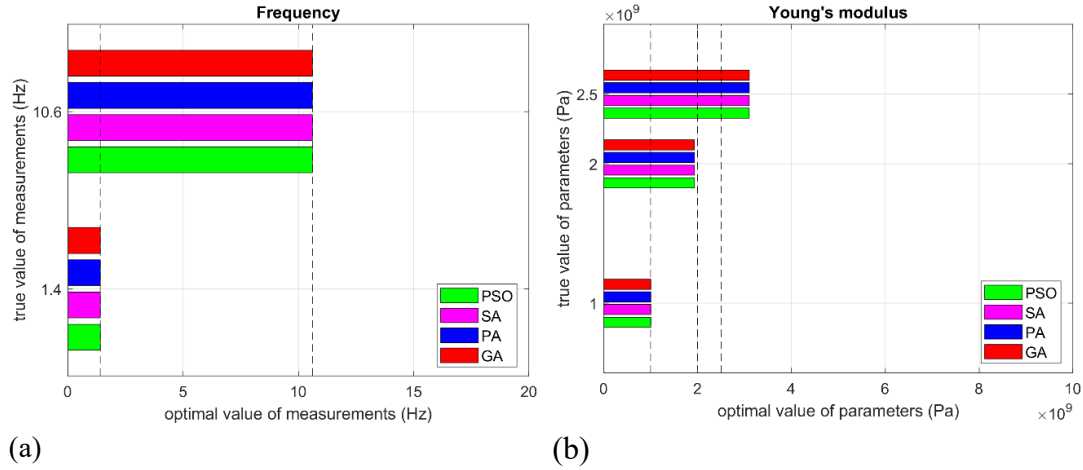 Frequency
true value of measurements (Hz)
10.6
1.4
PSO
SA
PA
GA
0 5 10 15 20
optimal value of measurements (Hz)
(a)
×10⁹
Young's modulus
true value of parameters (Pa)
2.5
2
1
PSO
SA
PA
GA
0 2 4 6 8 10
optimal value of parameters (Pa)
×10⁹
(b)